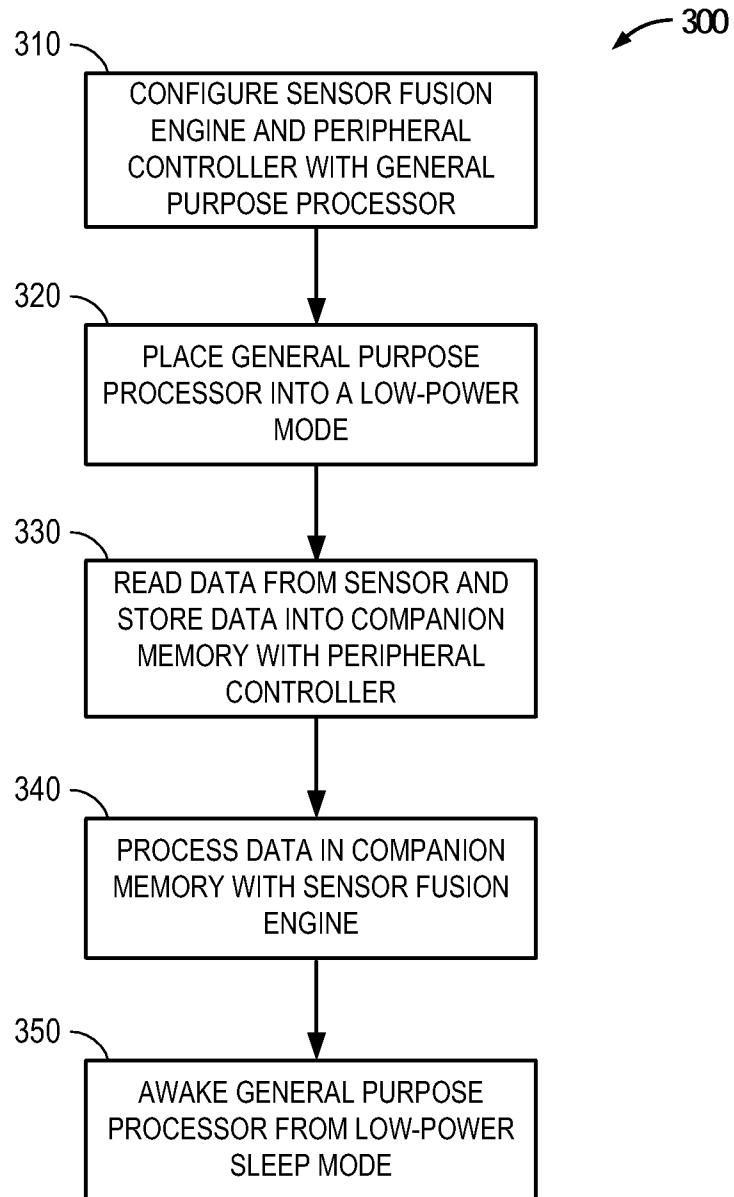 300
310
CONFIGURE SENSOR FUSION
ENGINE AND PERIPHERAL
CONTROLLER WITH GENERAL
PURPOSE PROCESSOR
320
PLACE GENERAL PURPOSE
PROCESSOR INTO A LOW-POWER
MODE
330
READ DATA FROM SENSOR AND
STORE DATA INTO COMPANION
MEMORY WITH PERIPHERAL
CONTROLLER
340
PROCESS DATA IN COMPANION
MEMORY WITH SENSOR FUSION
ENGINE
350
AWAKE GENERAL PURPOSE
PROCESSOR FROM LOW-POWER
SLEEP MODE